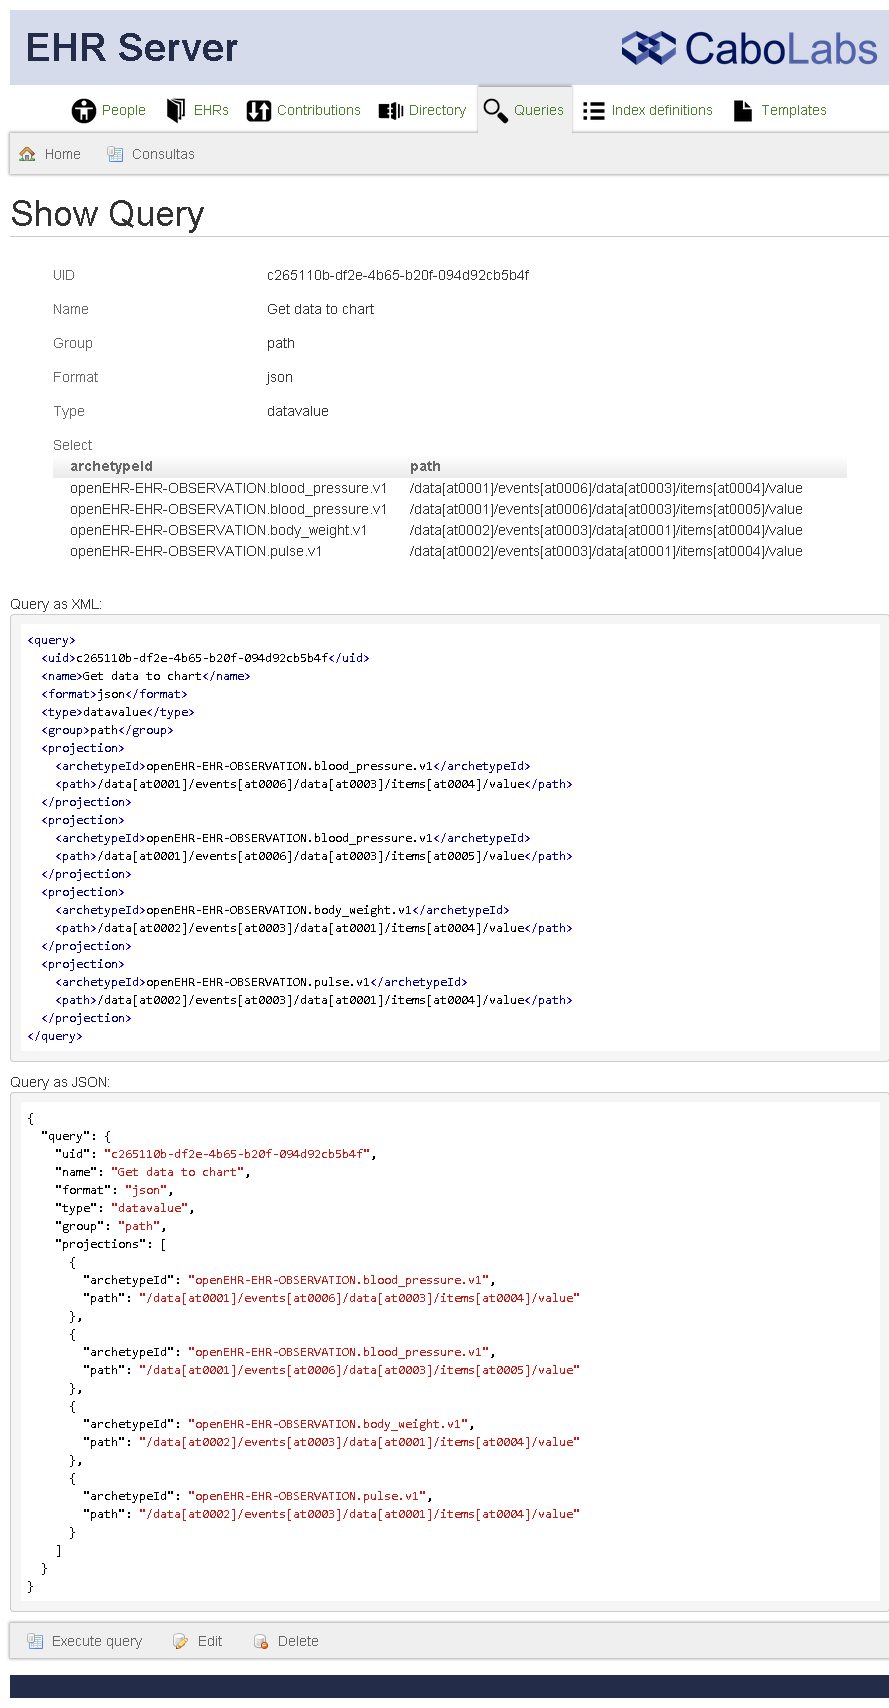 EHR Server
CaboLabs
People EHRs Contributions Directory Queries Index definitions Templates
Home Consultas
Show Query
UID c265110b-df2e-4b65-b20f-094d92cb5b4f
Name Get data to chart
Group path
Format json
Type datavalue
Select
archetypeId path
openEHR-EHR-OBSERVATION.blood_pressure.v1 /data[at0001]/events[at0006]/data[at0003]/items[at0004]/value
openEHR-EHR-OBSERVATION.blood_pressure.v1 /data[at0001]/events[at0006]/data[at0003]/items[at0005]/value
openEHR-EHR-OBSERVATION.body_weight.v1 /data[at0002]/events[at0003]/data[at0001]/items[at0004]/value
openEHR-EHR-OBSERVATION.pulse.v1 /data[at0002]/events[at0003]/data[at0001]/items[at0004]/value
Query as XML:
<query>
  <uid>c265110b-df2e-4b65-b20f-094d92cb5b4f</uid>
  <name>Get data to chart</name>
  <format>json</format>
  <type>datavalue</type>
  <group>path</group>
  <projection>
    <archetypeId>openEHR-EHR-OBSERVATION.blood_pressure.v1</archetypeId>
    <path>/data[at0001]/events[at0006]/data[at0003]/items[at0004]/value</path>
  </projection>
  <projection>
    <archetypeId>openEHR-EHR-OBSERVATION.blood_pressure.v1</archetypeId>
    <path>/data[at0001]/events[at0006]/data[at0003]/items[at0005]/value</path>
  </projection>
  <projection>
    <archetypeId>openEHR-EHR-OBSERVATION.body_weight.v1</archetypeId>
    <path>/data[at0002]/events[at0003]/data[at0001]/items[at0004]/value</path>
  </projection>
  <projection>
    <archetypeId>openEHR-EHR-OBSERVATION.pulse.v1</archetypeId>
    <path>/data[at0002]/events[at0003]/data[at0001]/items[at0004]/value</path>
  </projection>
</query>
Query as JSON:
{
  "query": {
    "uid": "c265110b-df2e-4b65-b20f-094d92cb5b4f",
    "name": "Get data to chart",
    "format": "json",
    "type": "datavalue",
    "group": "path",
    "projections": [
      {
        "archetypeId": "openEHR-EHR-OBSERVATION.blood_pressure.v1",
        "path": "/data[at0001]/events[at0006]/data[at0003]/items[at0004]/value"
      },
      {
        "archetypeId": "openEHR-EHR-OBSERVATION.blood_pressure.v1",
        "path": "/data[at0001]/events[at0006]/data[at0003]/items[at0005]/value"
      },
      {
        "archetypeId": "openEHR-EHR-OBSERVATION.body_weight.v1",
        "path": "/data[at0002]/events[at0003]/data[at0001]/items[at0004]/value"
      },
      {
        "archetypeId": "openEHR-EHR-OBSERVATION.pulse.v1",
        "path": "/data[at0002]/events[at0003]/data[at0001]/items[at0004]/value"
      }
    ]
  }
}
Execute query Edit Delete